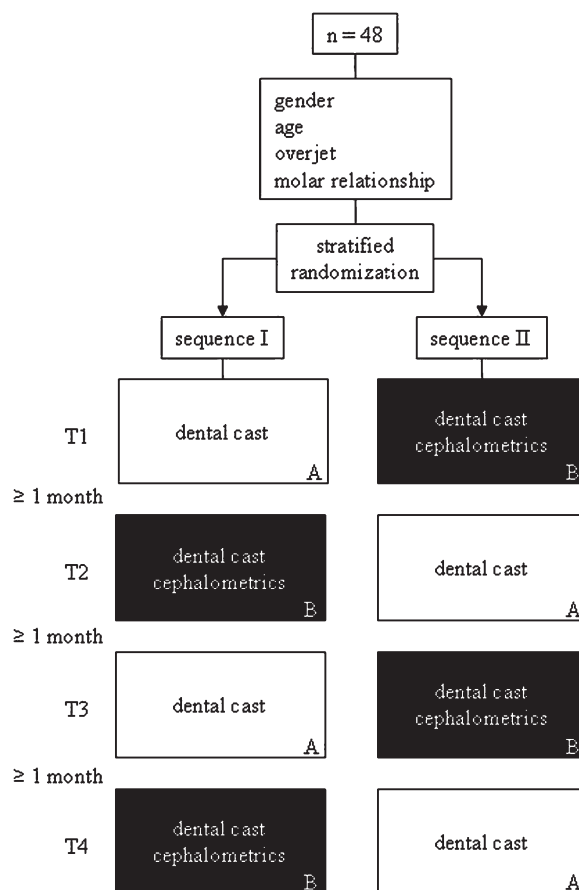 n = 48
gender
age
overjet
molar relationship
stratified
randomization
sequence I
sequence II
T1
dental cast
A
dental cast
cephalometrics
B
≥ 1 month
T2
dental cast
cephalometrics
B
dental cast
A
≥ 1 month
T3
dental cast
A
dental cast
cephalometrics
B
≥ 1 month
T4
dental cast
cephalometrics
B
dental cast
A